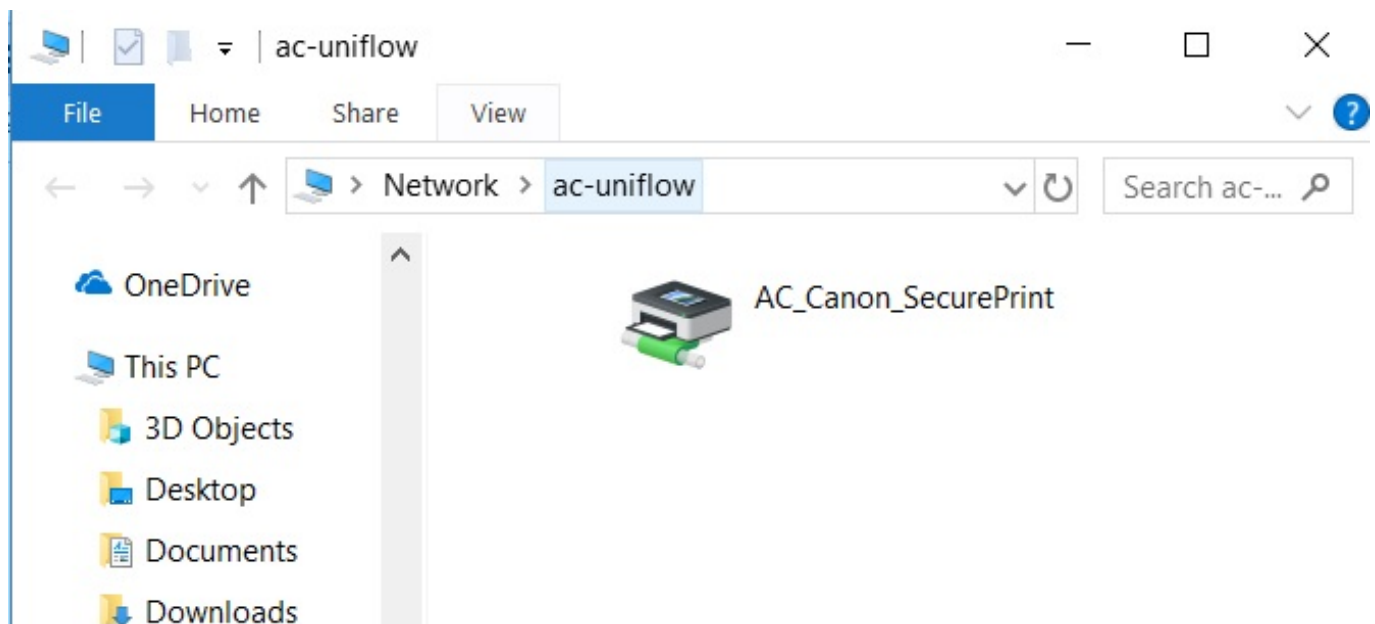 ac-uniflow
File Home Share View ?
Network > ac-uniflow Search ac-...
OneDrive
AC_Canon_SecurePrint
This PC
3D Objects
Desktop
Documents
Downloads